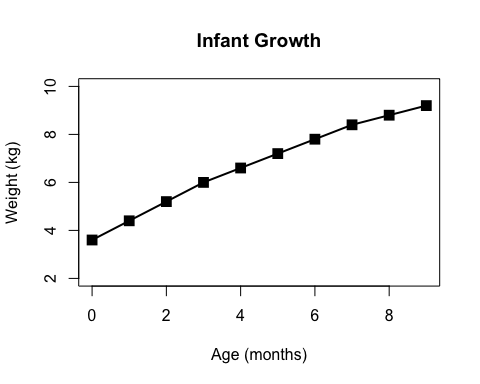 Infant Growth
10
8
6
4
2
Weight (kg)
0 2 4 6 8
Age (months)